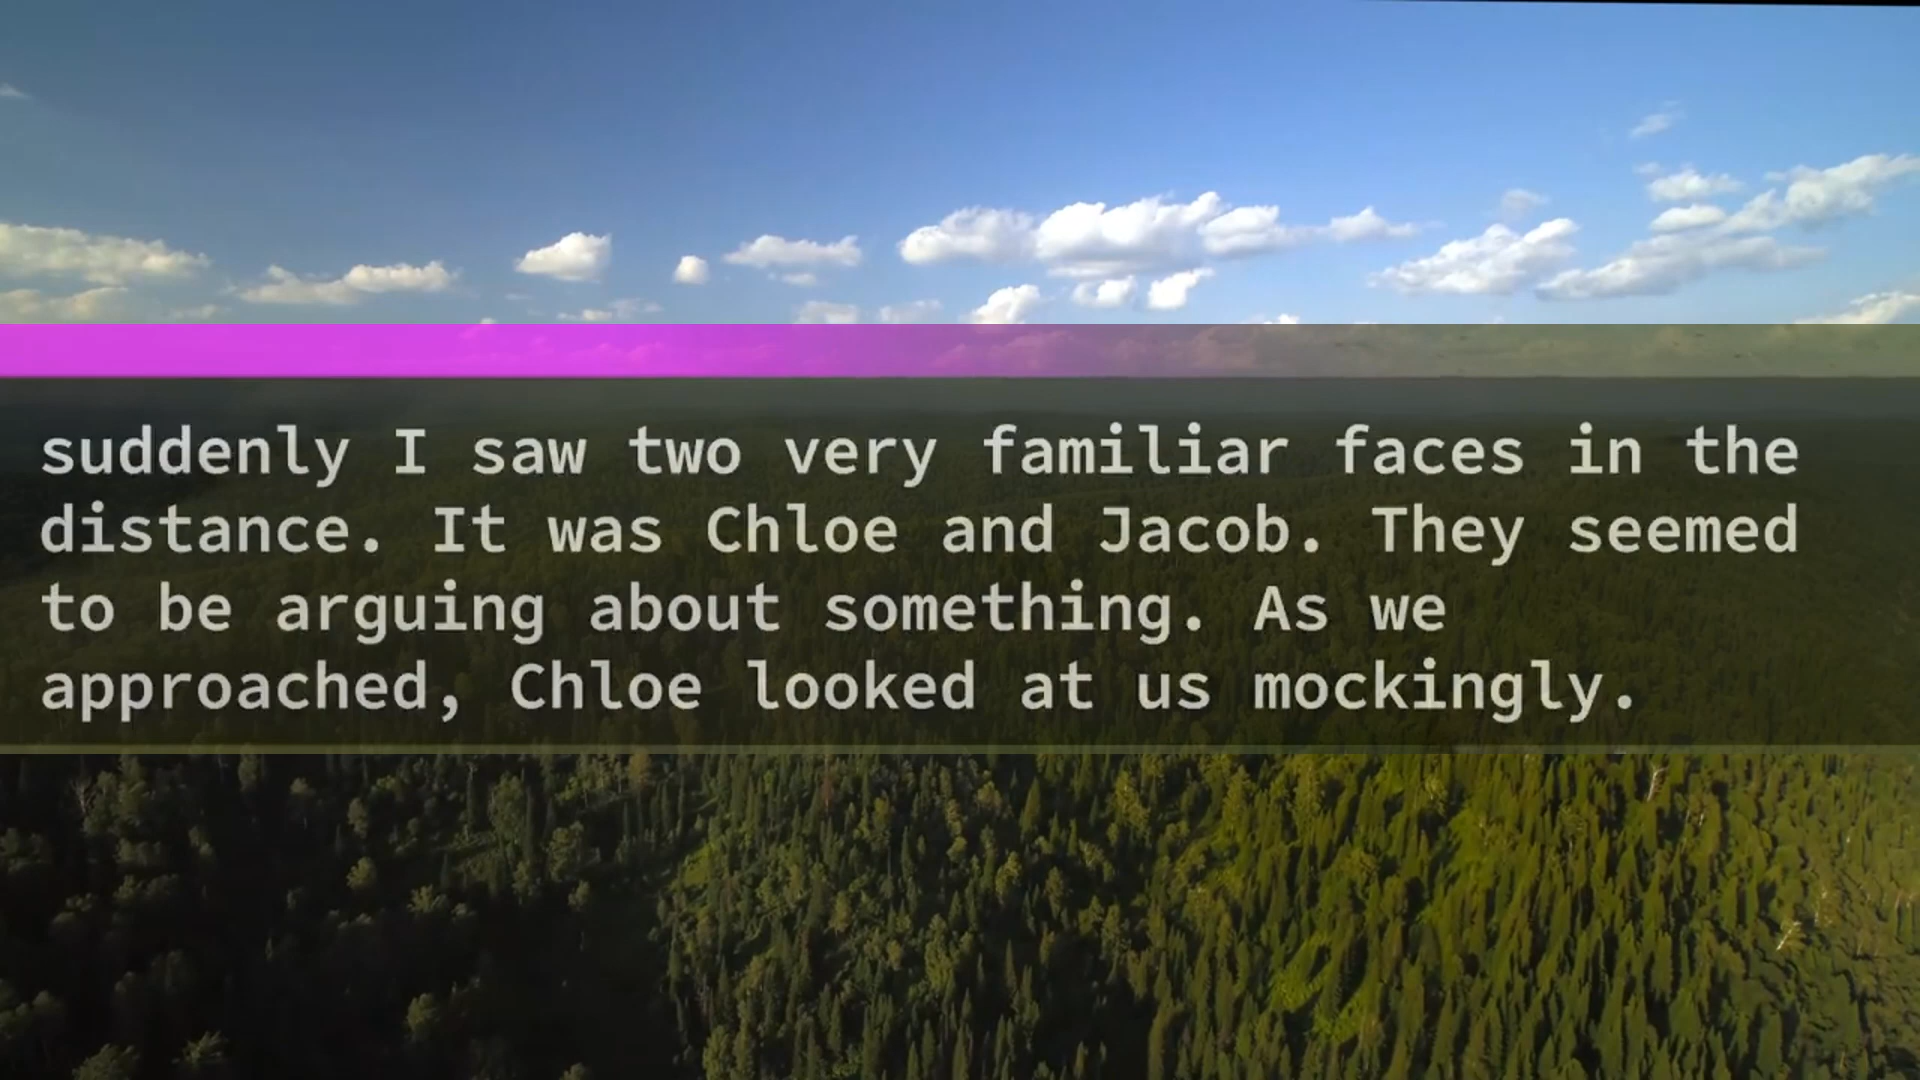 suddenly I saw two very familiar faces in the
distance. It was Chloe and Jacob. They seemed
to be arguing about something. As we
approached, Chloe looked at us mockingly.